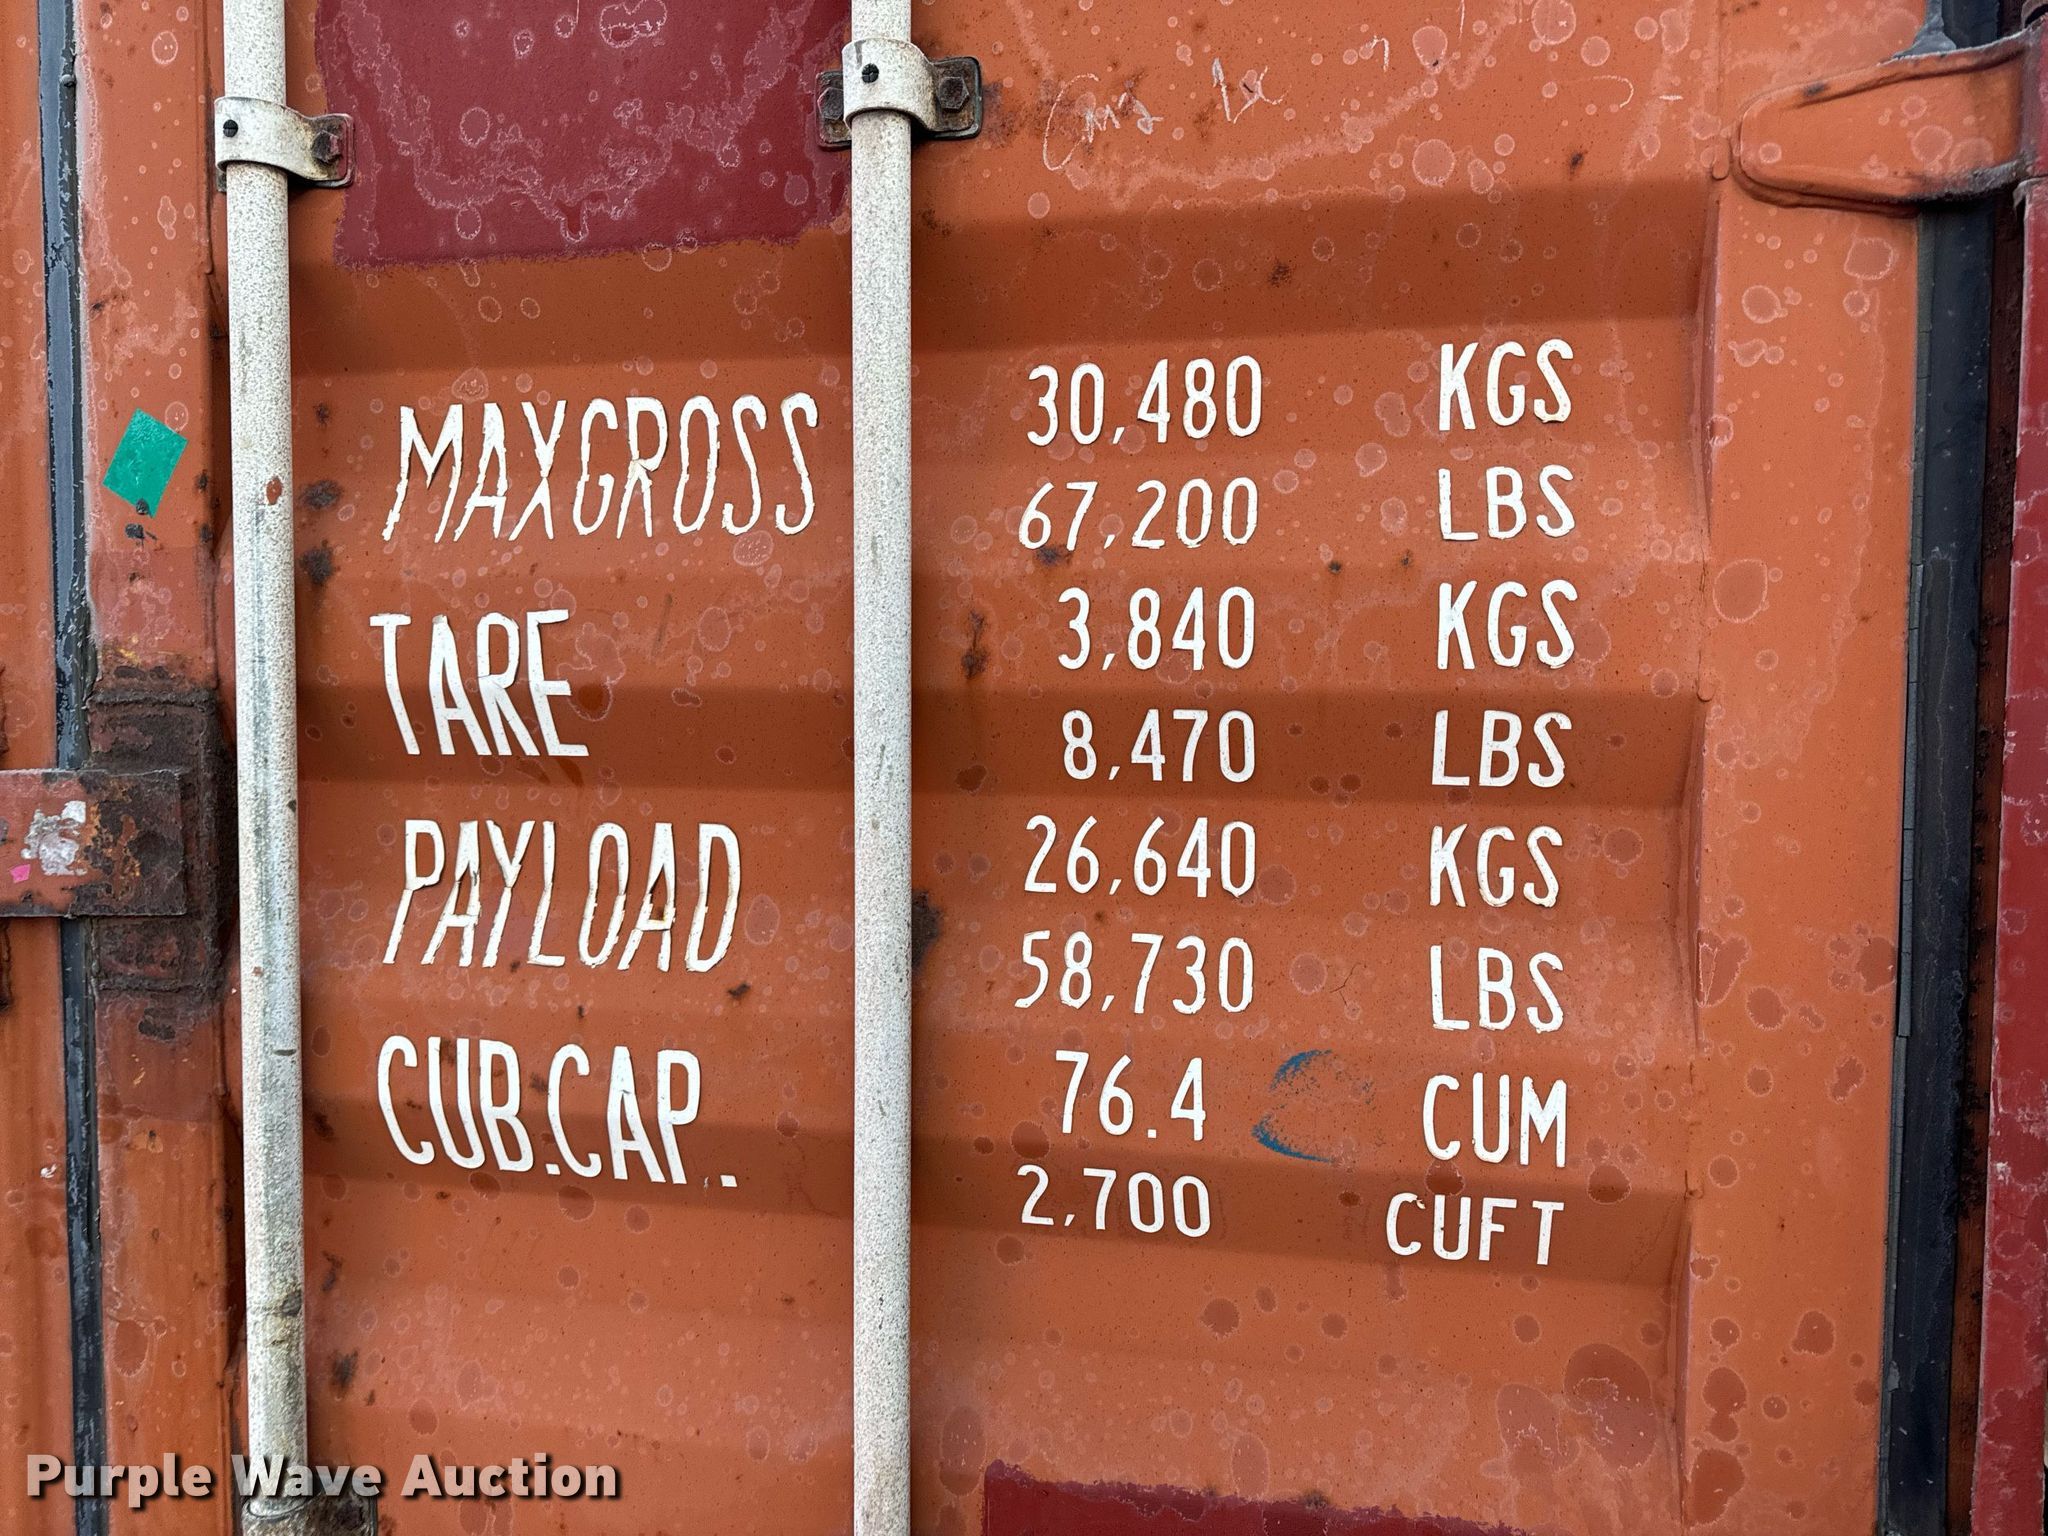 MAXGROSS 30,480 KGS
67,200 LBS
TARE 3,840 KGS
8,470 LBS
PAYLOAD 26,640 KGS
58,730 LBS
CUB.CAP. 76.4 CUM
2,700 CUFT
Purple Wave Auction